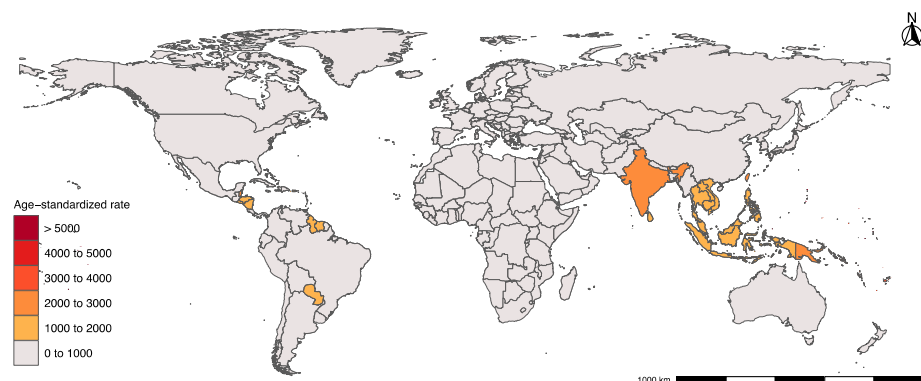 N
Age−standardized rate
> 5000
4000 to 5000
3000 to 4000
2000 to 3000
1000 to 2000
0 to 1000
1000 km